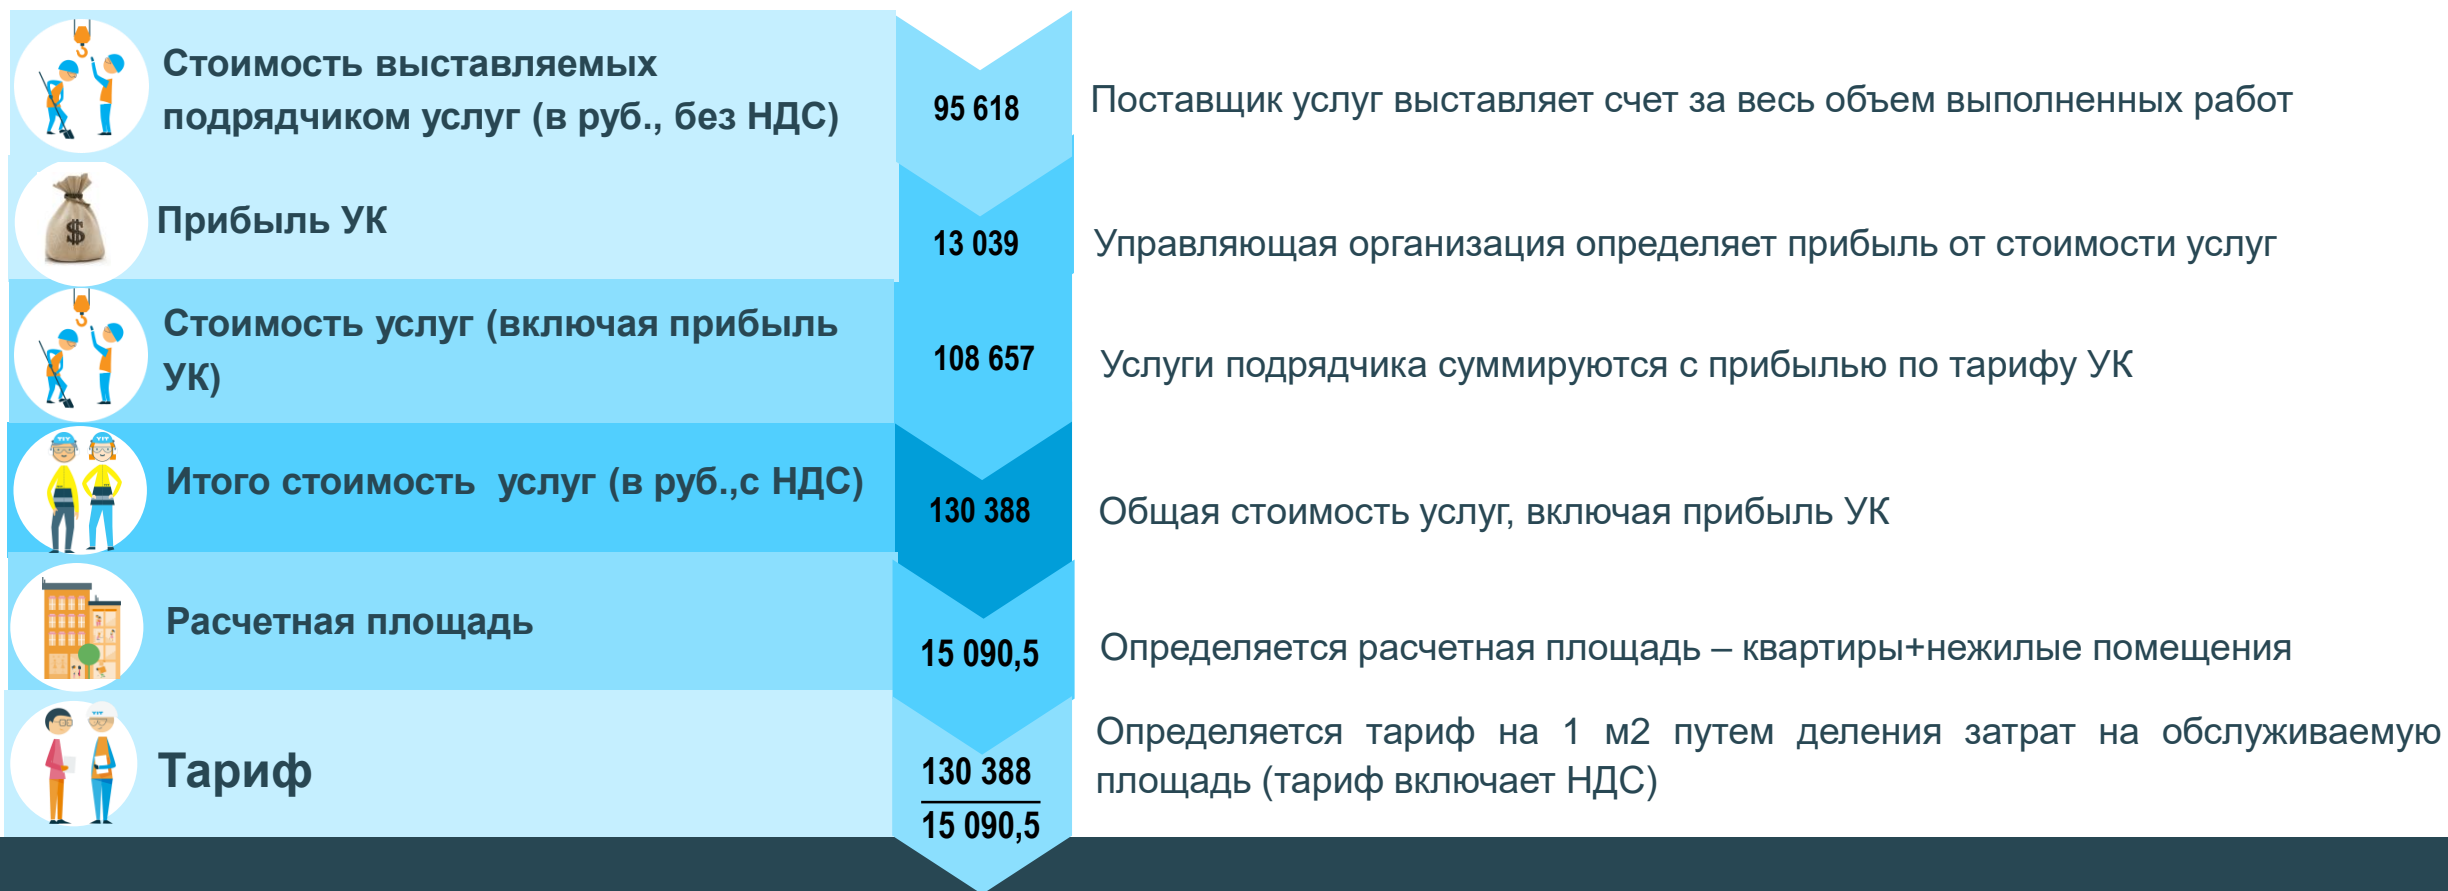 Стоимость выставляемых
подрядчиком услуг (в руб., без НДС)
95 618
Поставщик услуг выставляет счет за весь объем выполненных работ
$
Прибыль УК
13 039
Управляющая организация определяет прибыль от стоимости услуг
Стоимость услуг (включая прибыль
УК)
108 657
Услуги подрядчика суммируются с прибылью по тарифу УК
Итого стоимость услуг (в руб.,с НДС)
130 388
Общая стоимость услуг, включая прибыль УК
Расчетная площадь
15 090,5
Определяется расчетная площадь – квартиры+нежилые помещения
Тариф
130 388
15 090,5
Определяется тариф на 1 м2 путем деления затрат на обслуживаемую
площадь (тариф включает НДС)